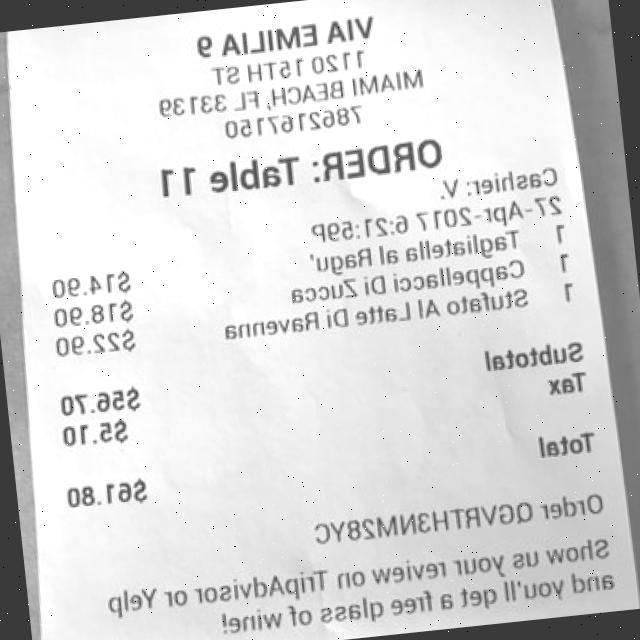 VIA EMILIA 9
1120 15TH ST
MIAMI BEACH, FL 33139
7862167150
ORDER: Table 11
Cashier: V.
27-Apr-2017 6:21:59P
1 Tagliatella al Ragu' $14.90
1 Cappellacci Di Zucca $18.90
1 Stufato Al Latte Di Ravenna $22.90
Subtotal $56.70
Tax $5.10
Total $61.80
Order QGVRTH3NM28YC
Show us your review on TripAdvisor or Yelp
and you'll get a free glass of wine!